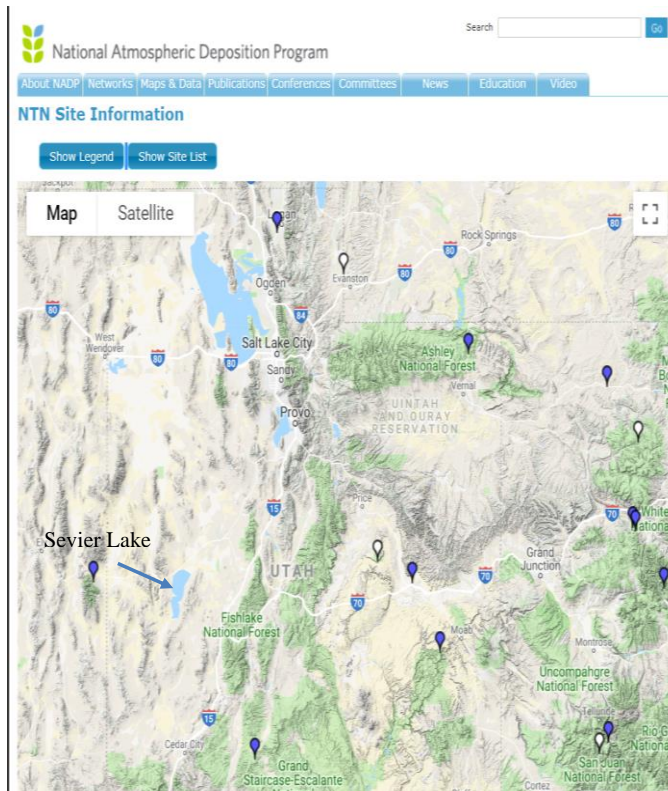 Search
Go
National Atmospheric Deposition Program
About NADP Networks Maps & Data Publications Conferences Committees News Education Video
NTN Site Information
Show Legend Show Site List
Map Satellite
Logan
80
Rock Springs
Evanston
80
Ogden
80
84
West
Wendover
80
80
Salt Lake City
Sandy
Ashley
National Forest
Vernal
Provo
UINTAH
AND OURAY
RESERVATION
15
Price
70
White
National
Sevier Lake
Grand
Junction
UTAH
70
70
Fishlake
National Forest
Moab
Montrose
Uncompahgre
National Forest
15
Telluride
Cedar City
Grand
Staircase-Escalante
San Juan
National Forest
Cortez